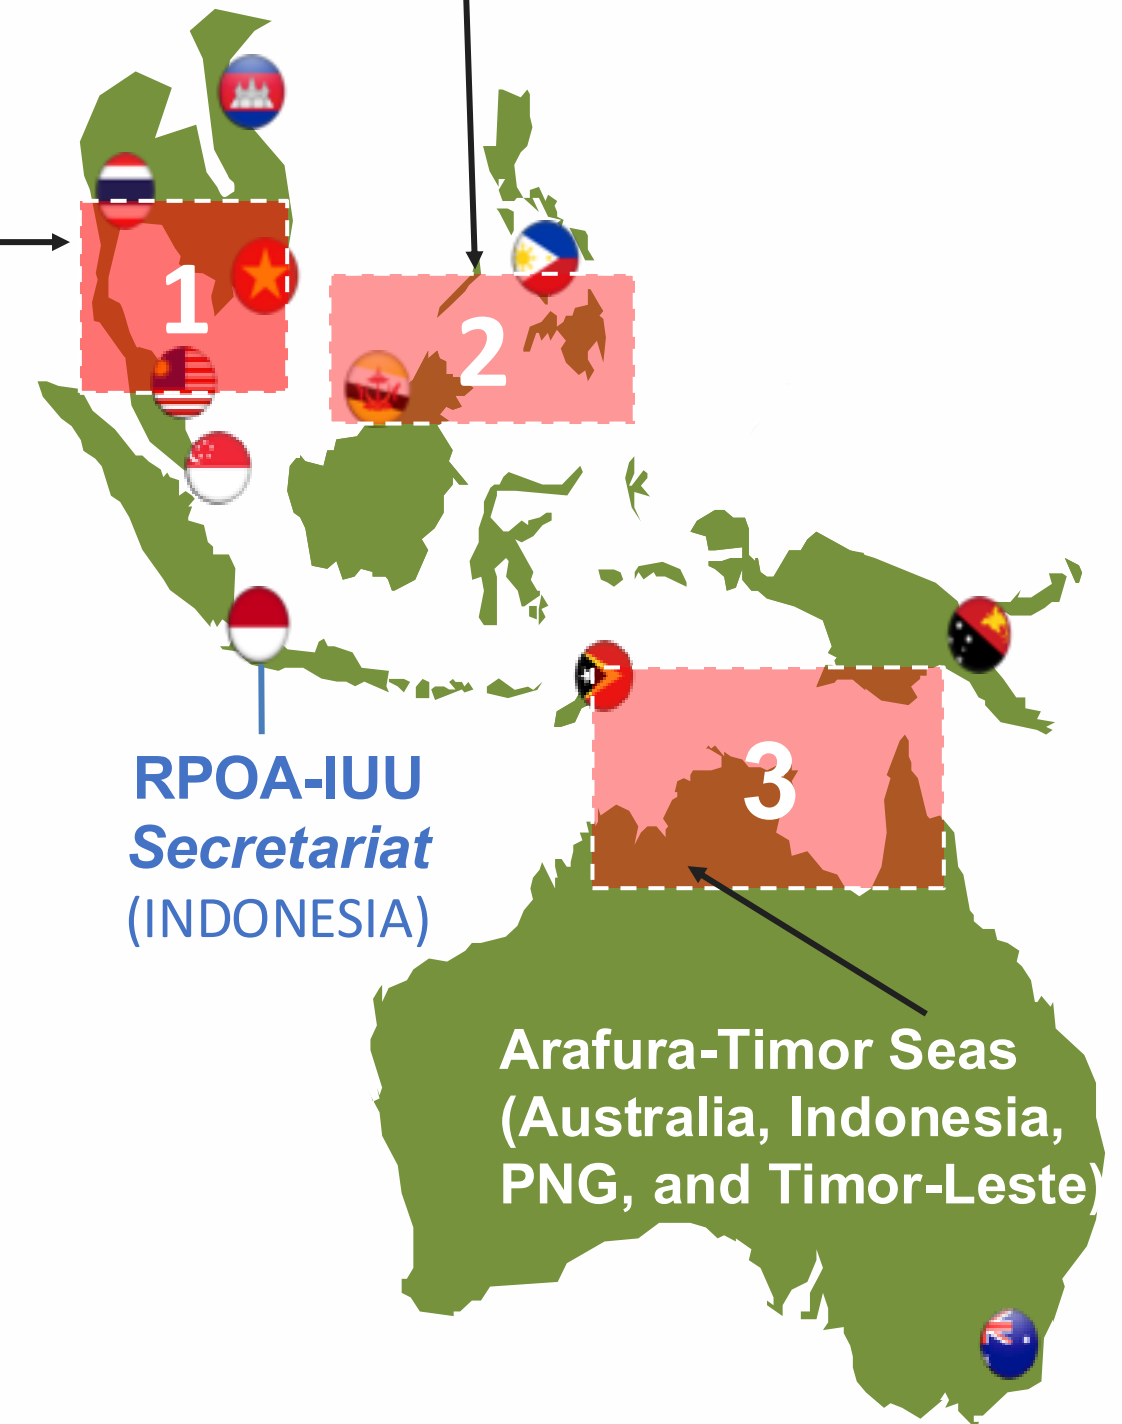 1
2
3
RPOA-IUU
Secretariat
(INDONESIA)
Arafura-Timor Seas
(Australia, Indonesia,
PNG, and Timor-Leste)